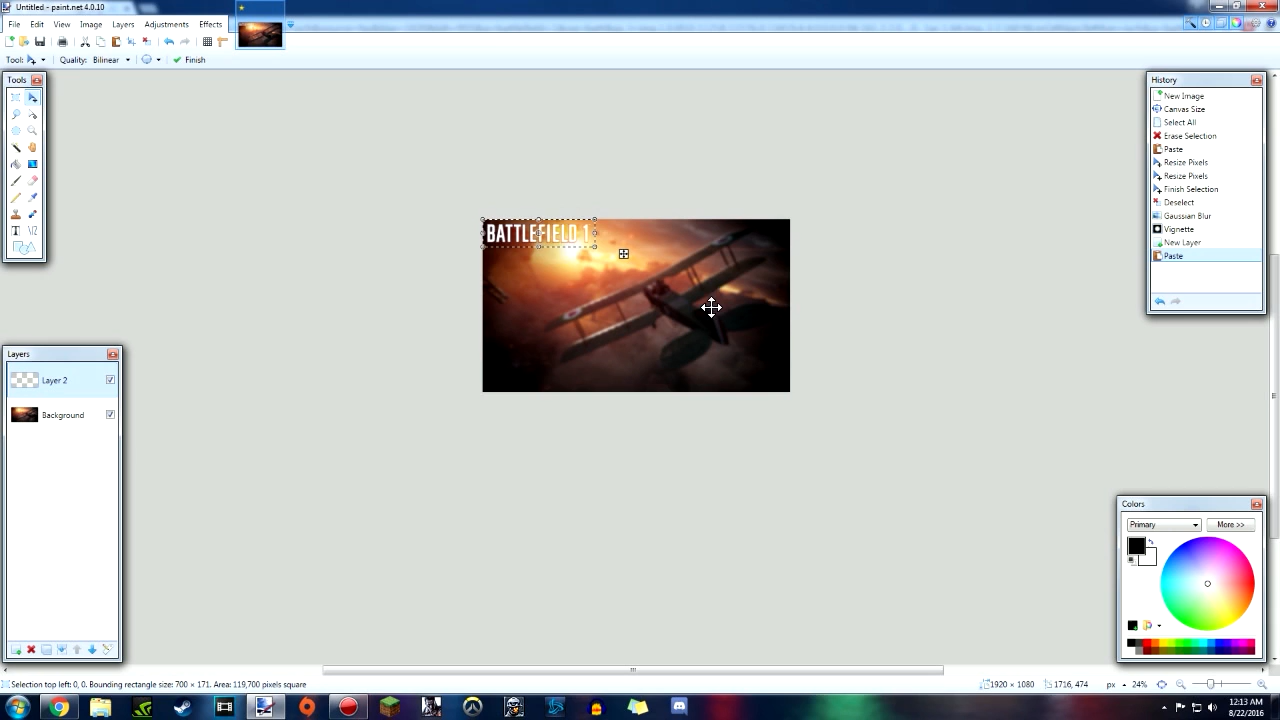 Untitled - paint.net 4.0.10
File Edit View Image Layers Adjustments Effects
Tool: Quality: Bilinear Finish
Tools
History
New Image
Canvas Size
Select All
Erase Selection
Paste
Resize Pixels
Resize Pixels
Finish Selection
Deselect
Gaussian Blur
Vignette
New Layer
Paste
BATTLEFIELD 1
Layers
Layer 2
Background
Colors
Primary More >>
Selection top left: 0, 0. Bounding rectangle size: 700 × 171. Area: 119,700 pixels square 1920 × 1080 1716, 474 px 24%
12:13 AM
8/22/2016